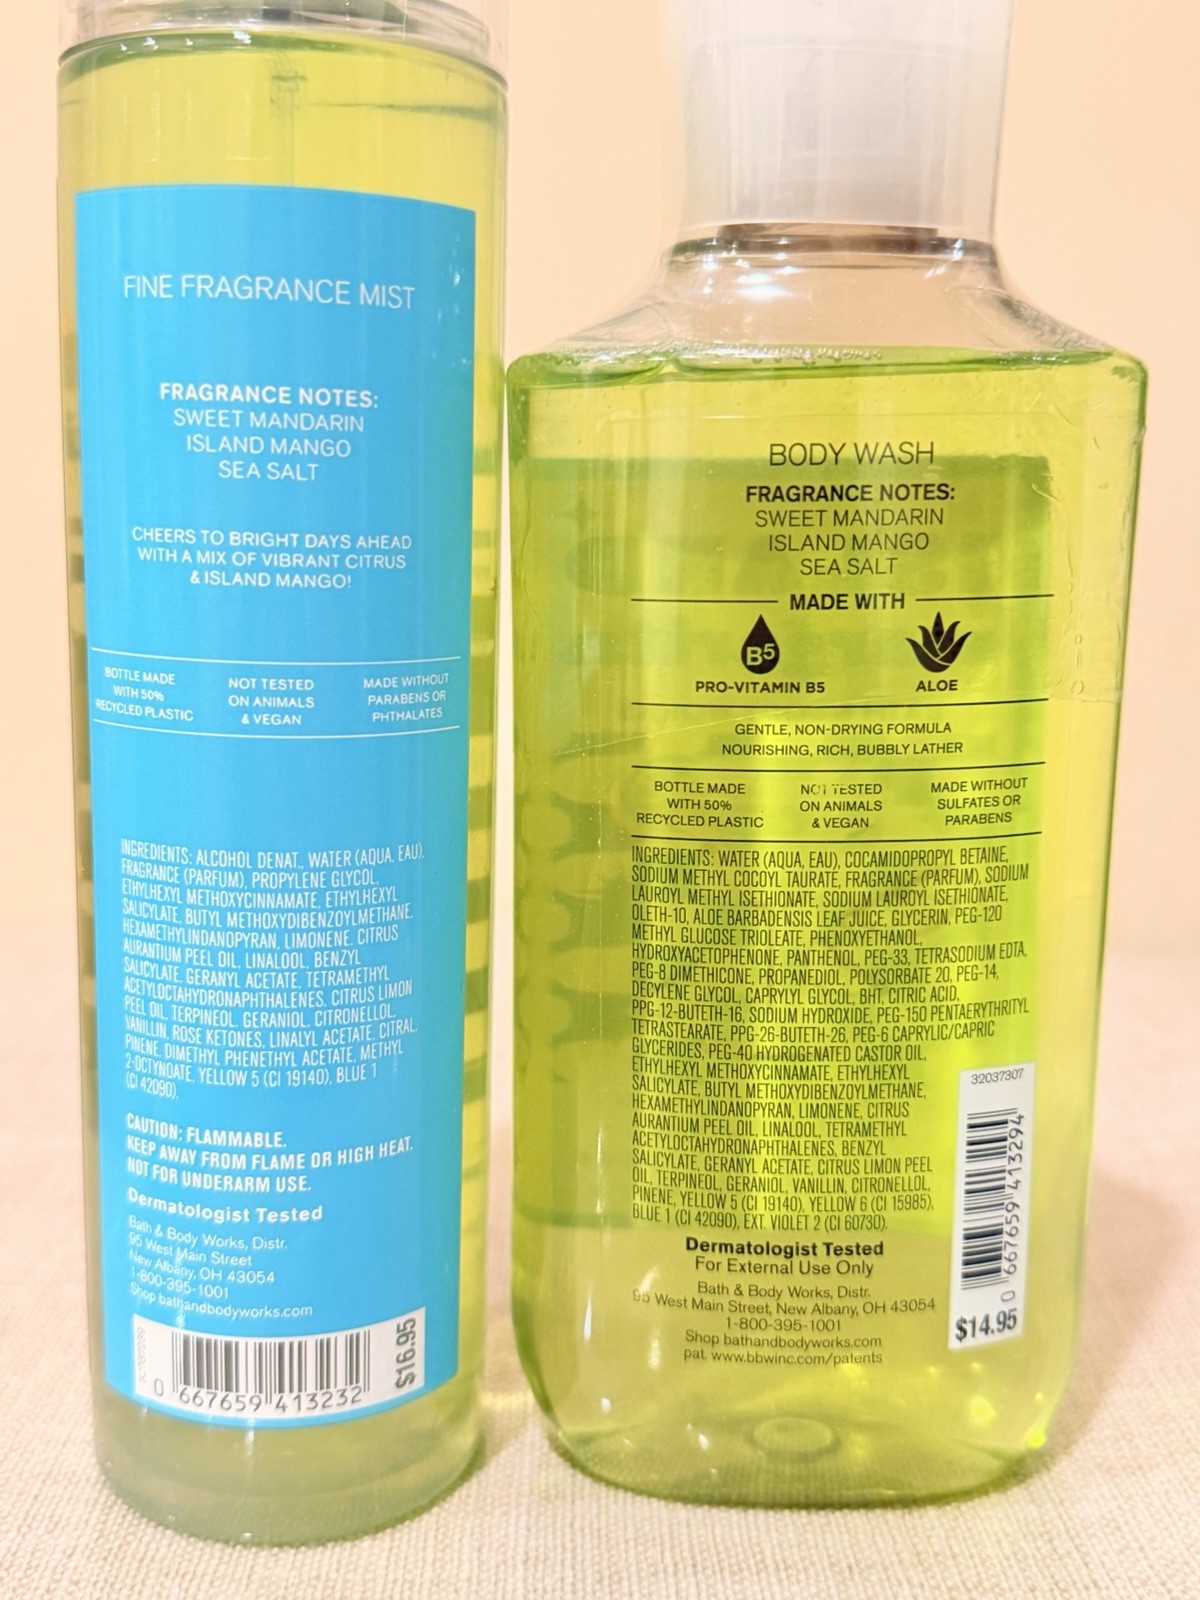 FINE FRAGRANCE MIST
FRAGRANCE NOTES:
SWEET MANDARIN
ISLAND MANGO
SEA SALT
CHEERS TO BRIGHT DAYS AHEAD
WITH A MIX OF VIBRANT CITRUS
& ISLAND MANGO!
BOTTLE MADE
WITH 50%
RECYCLED PLASTIC
NOT TESTED
ON ANIMALS
& VEGAN
MADE WITHOUT
PARABENS OR
PHTHALATES
INGREDIENTS: ALCOHOL DENAT., WATER (AQUA, EAU),
FRAGRANCE (PARFUM), PROPYLENE GLYCOL,
ETHYLHEXYL METHOXYCINNAMATE, ETHYLHEXYL
SALICYLATE, BUTYL METHOXYDIBENZOYLMETHANE,
HEXAMETHYLINDANOPYRAN, LIMONENE, CITRUS
AURANTIUM PEEL OIL, LINALOOL, BENZYL
SALICYLATE, GERANYL ACETATE, TETRAMETHYL
ACETYLOCTAHYDRONAPHTHALENES, CITRUS LIMON
PEEL OIL, TERPINEOL, GERANIOL, CITRONELLOL,
VANILLIN, ROSE KETONES, LINALYL ACETATE, CITRAL,
PINENE, DIMETHYL PHENETHYL ACETATE, METHYL
2-OCTYNOATE, YELLOW 5 (CI 19140), BLUE 1
(CI 42090).
CAUTION: FLAMMABLE.
KEEP AWAY FROM FLAME OR HIGH HEAT.
NOT FOR UNDERARM USE.
Dermatologist Tested
Bath & Body Works, Distr.
95 West Main Street
New Albany, OH 43054
1-800-395-1001
Shop bathandbodyworks.com
0 667659 413232
$16.95
BODY WASH
FRAGRANCE NOTES:
SWEET MANDARIN
ISLAND MANGO
SEA SALT
MADE WITH
B5
PRO-VITAMIN B5
ALOE
GENTLE, NON-DRYING FORMULA
NOURISHING, RICH, BUBBLY LATHER
BOTTLE MADE
WITH 50%
RECYCLED PLASTIC
NOT TESTED
ON ANIMALS
& VEGAN
MADE WITHOUT
SULFATES OR
PARABENS
INGREDIENTS: WATER (AQUA, EAU), COCAMIDOPROPYL BETAINE,
SODIUM METHYL COCOYL TAURATE, FRAGRANCE (PARFUM), SODIUM
LAUROYL METHYL ISETHIONATE, SODIUM LAUROYL ISETHIONATE,
OLETH-10, ALOE BARBADENSIS LEAF JUICE, GLYCERIN, PEG-120
METHYL GLUCOSE TRIOLEATE, PHENOXYETHANOL,
HYDROXYACETOPHENONE, PANTHENOL, PEG-33, TETRASODIUM EDTA,
PEG-8 DIMETHICONE, PROPANEDIOL, POLYSORBATE 20, PEG-14,
DECYLENE GLYCOL, CAPRYLYL GLYCOL, BHT, CITRIC ACID,
PPG-12-BUTETH-16, SODIUM HYDROXIDE, PEG-150 PENTAERYTHRITYL
TETRASTEARATE, PPG-26-BUTETH-26, PEG-6 CAPRYLIC/CAPRIC
GLYCERIDES, PEG-40 HYDROGENATED CASTOR OIL,
ETHYLHEXYL METHOXYCINNAMATE, ETHYLHEXYL
SALICYLATE, BUTYL METHOXYDIBENZOYLMETHANE,
HEXAMETHYLINDANOPYRAN, LIMONENE, CITRUS
AURANTIUM PEEL OIL, LINALOOL, TETRAMETHYL
ACETYLOCTAHYDRONAPHTHALENES, BENZYL
SALICYLATE, GERANYL ACETATE, CITRUS LIMON PEEL
OIL, TERPINEOL, GERANIOL, VANILLIN, CITRONELLOL,
PINENE, YELLOW 5 (CI 19140), YELLOW 6 (CI 15985),
BLUE 1 (CI 42090), EXT. VIOLET 2 (CI 60730).
Dermatologist Tested
For External Use Only
Bath & Body Works, Distr.
95 West Main Street, New Albany, OH 43054
1-800-395-1001
Shop bathandbodyworks.com
pat. www.bbwinc.com/patents
32037307
0 667659 413294
$14.95